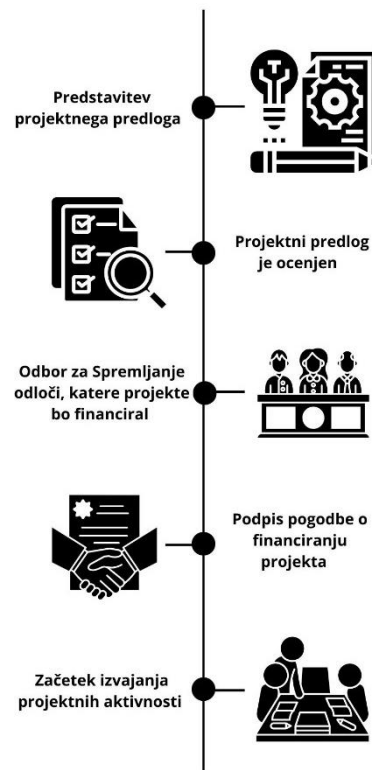 Predstavitev
projektnega predloga
Projektni predlog
je ocenjen
Odbor za Spremljanje
odloči, katere projekte
bo financiral
Podpis pogodbe o
financiranju
projekta
Začetek izvajanja
projektnih aktivnosti